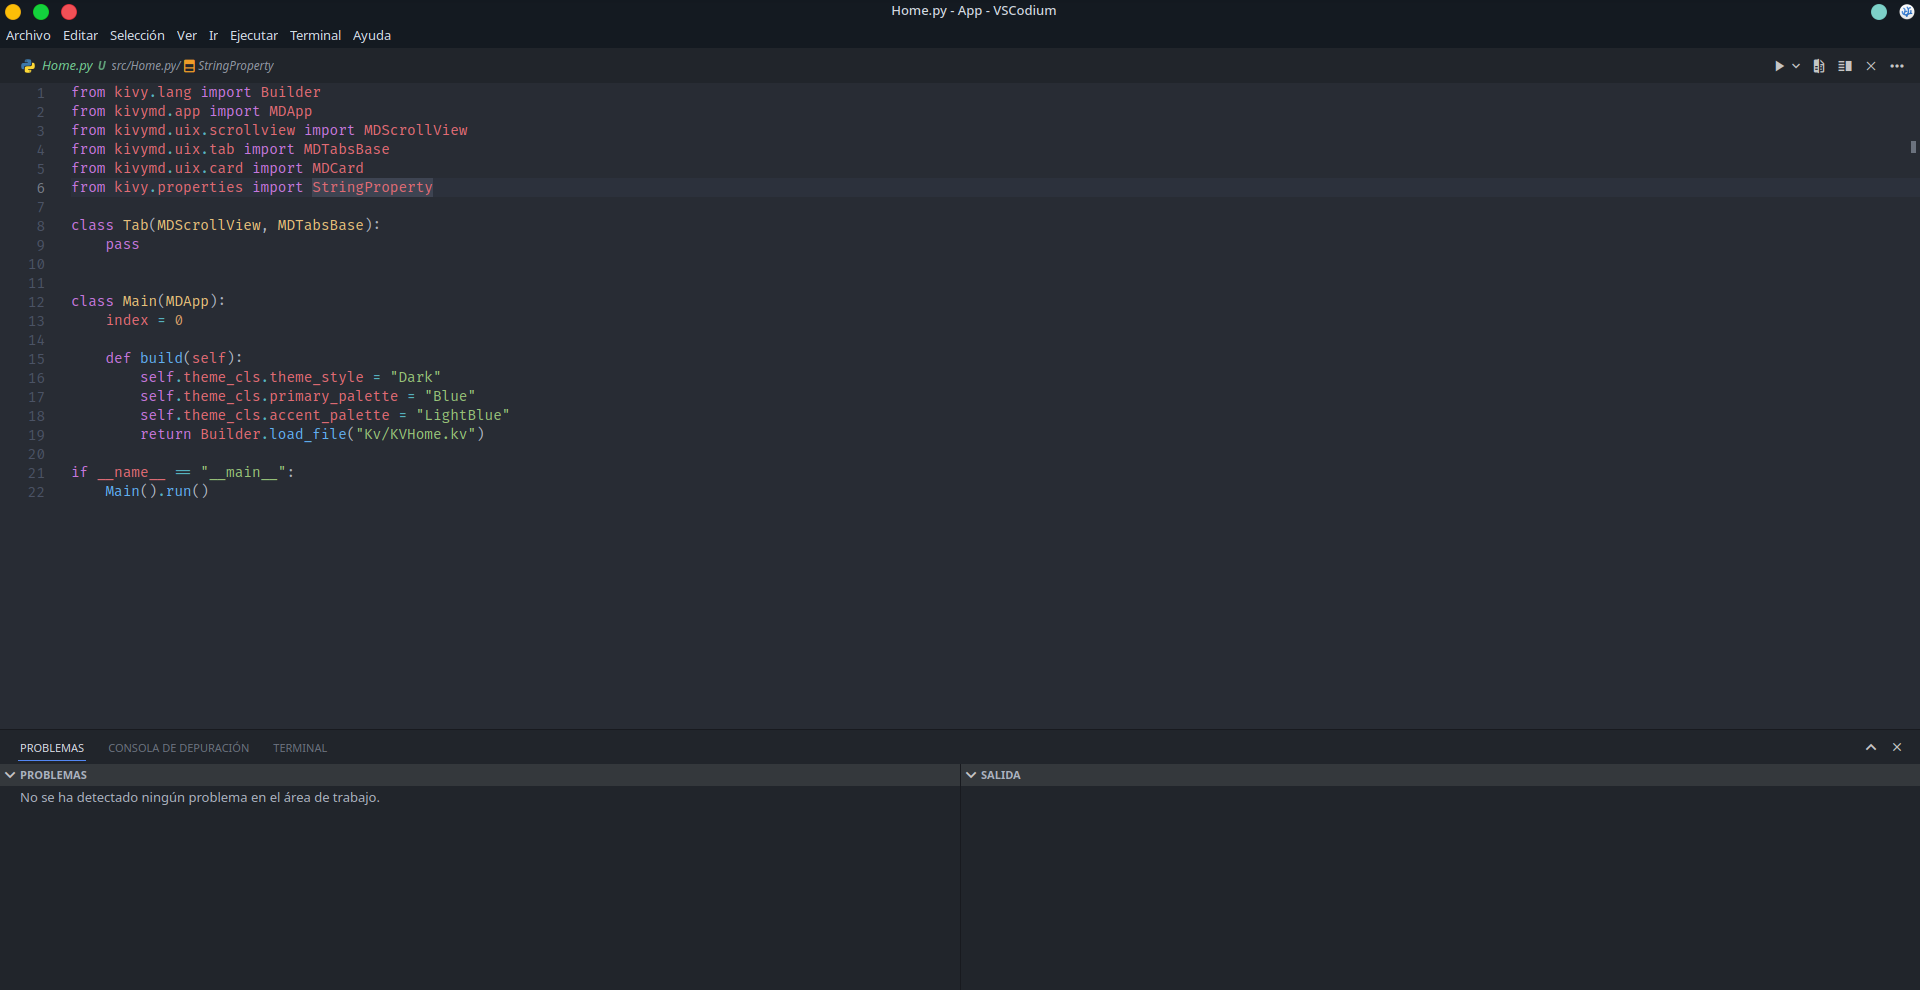 Home.py - App - VSCodium
Archivo Editar Selección Ver Ir Ejecutar Terminal Ayuda
Home.py U src/Home.py/ StringProperty
1 from kivy.lang import Builder
2 from kivymd.app import MDApp
3 from kivymd.uix.scrollview import MDScrollView
4 from kivymd.uix.tab import MDTabsBase
5 from kivymd.uix.card import MDCard
6 from kivy.properties import StringProperty
7
8 class Tab(MDScrollView, MDTabsBase):
9     pass
10
11
12 class Main(MDApp):
13     index = 0
14
15     def build(self):
16         self.theme_cls.theme_style = "Dark"
17         self.theme_cls.primary_palette = "Blue"
18         self.theme_cls.accent_palette = "LightBlue"
19         return Builder.load_file("Kv/KVHome.kv")
20
21 if __name__ == "__main__":
22     Main().run()
PROBLEMAS CONSOLA DE DEPURACIÓN TERMINAL
PROBLEMAS
No se ha detectado ningún problema en el área de trabajo.
SALIDA